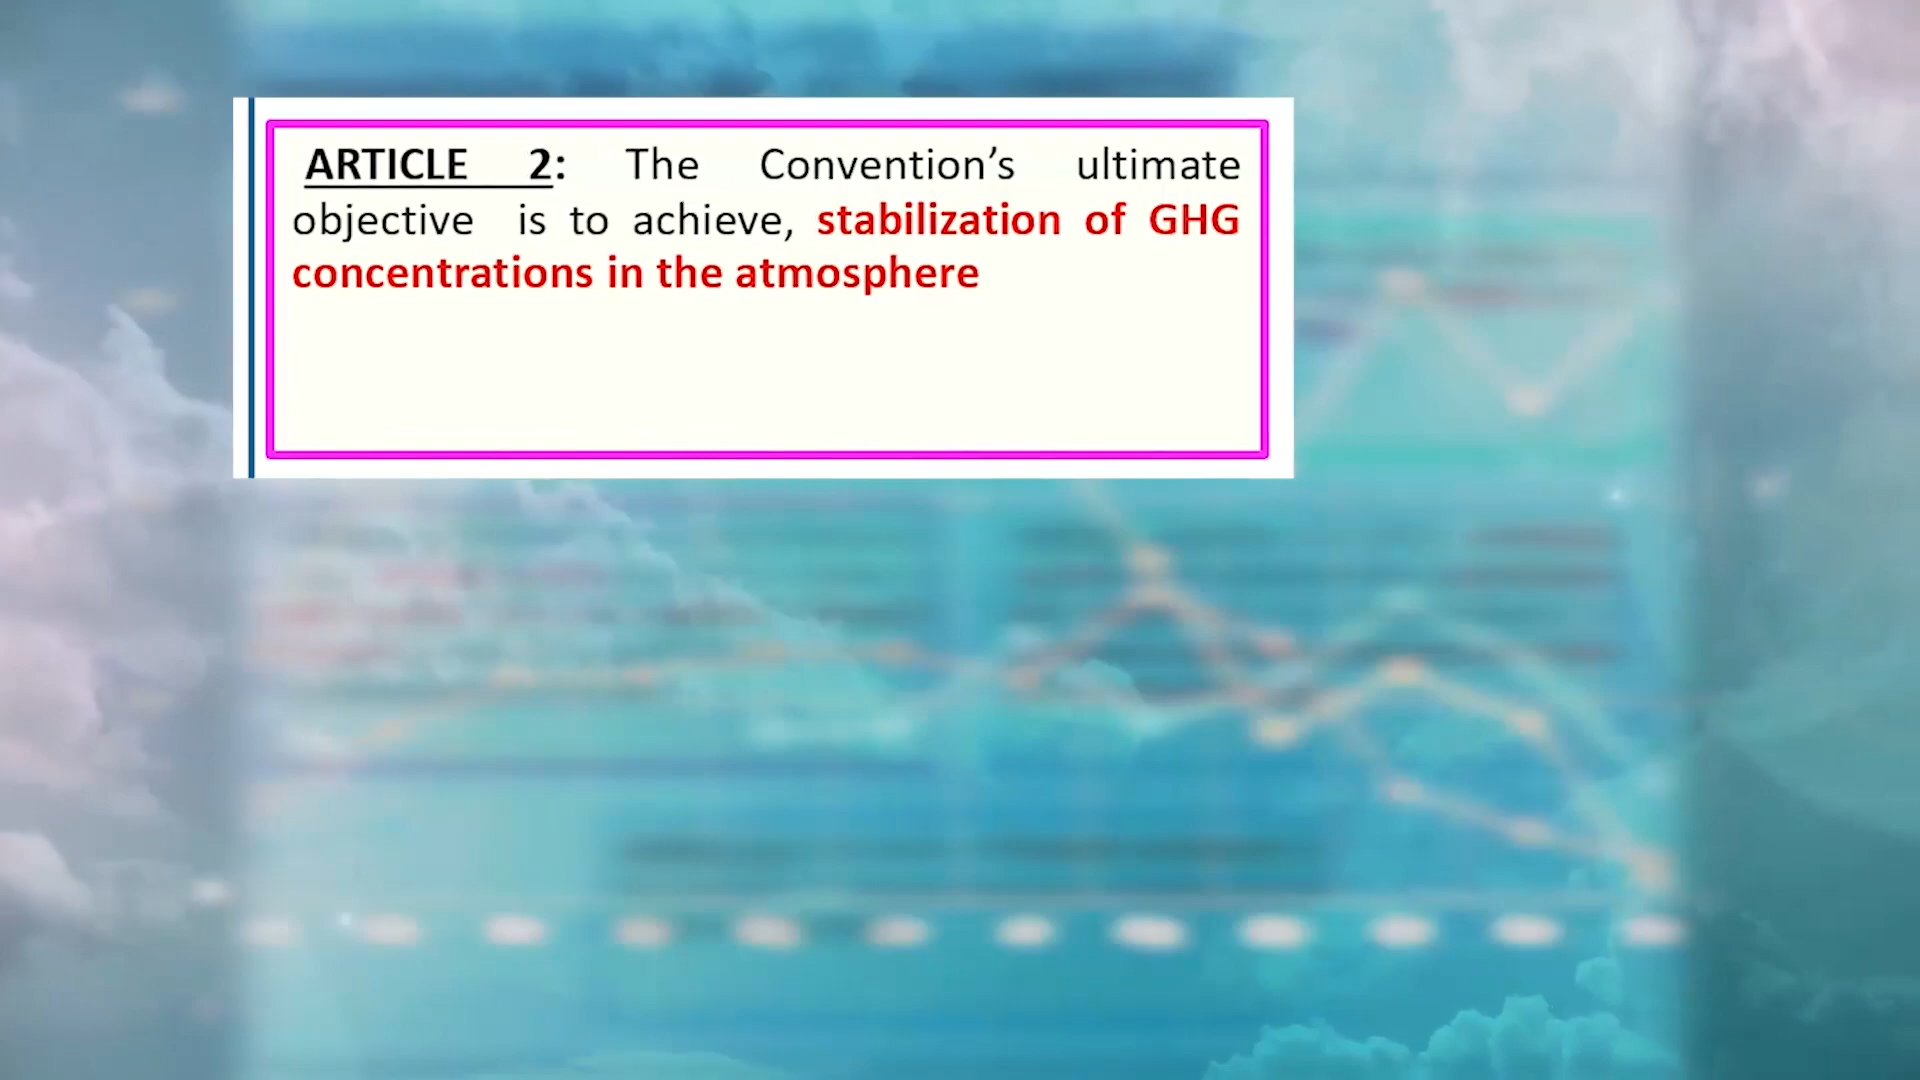 ARTICLE 2: The Convention’s ultimate
objective is to achieve, stabilization of GHG
concentrations in the atmosphere